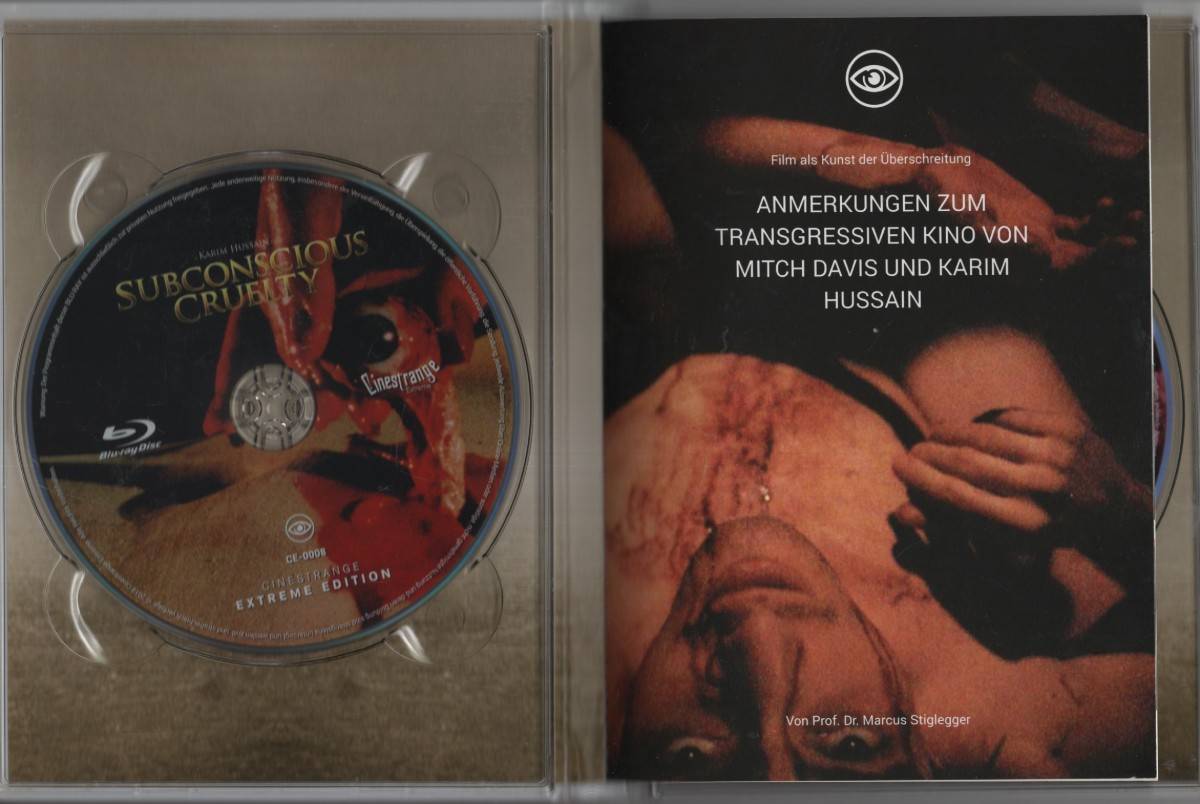 KARIM HUSSAIN
SUBCONSCIOUS
CRUELTY
Cinestrange
Extreme
Blu-ray Disc
CE-0008
CINESTRANGE
EXTREME EDITION
Film als Kunst der Überschreitung
ANMERKUNGEN ZUM
TRANSGRESSIVEN KINO VON
MITCH DAVIS UND KARIM
HUSSAIN
Von Prof. Dr. Marcus Stiglegger